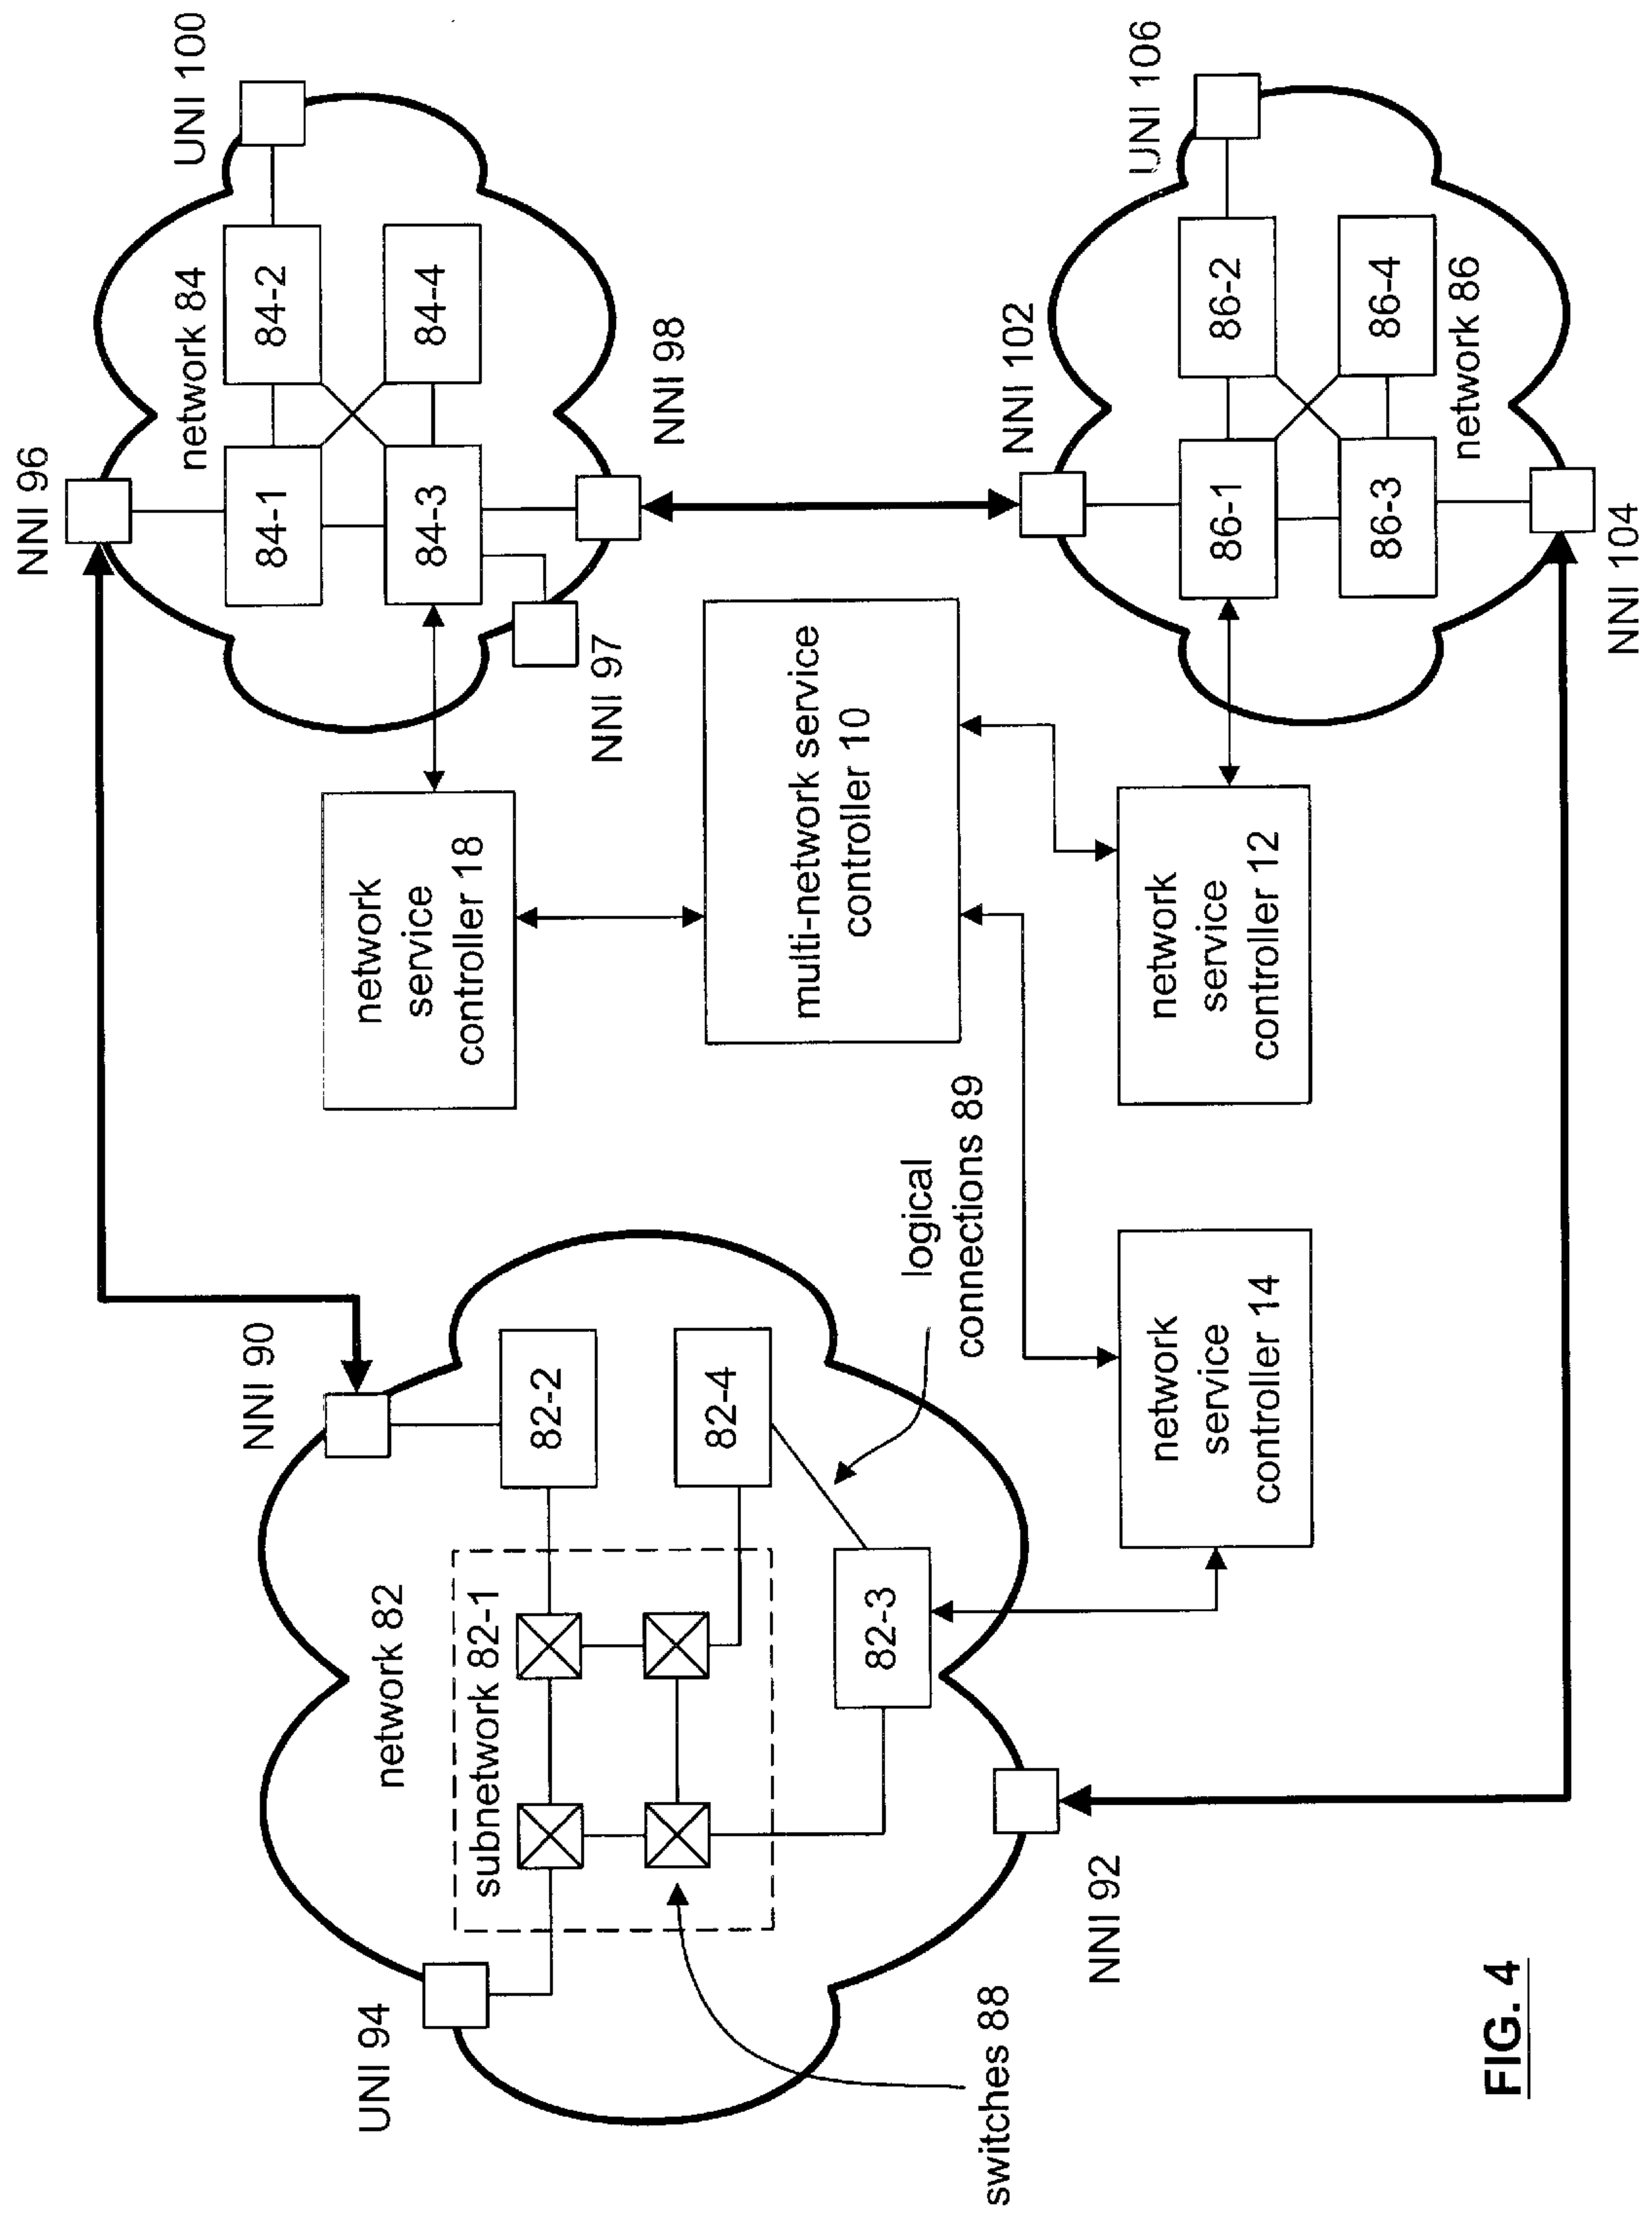 NNI 96
UNI 100
network 84
84-1
84-2
84-3
84-4
NNI 97
NNI 98
NNI 90
network 82
UNI 94
subnetwork 82-1
82-2
82-4
82-3
network
service
controller 18
multi-network service
controller 10
logical
connections 89
NNI 102
UNI 106
86-1
86-2
86-3
86-4
network 86
NNI 104
network
service
controller 14
network
service
controller 12
NNI 92
switches 88
FIG. 4